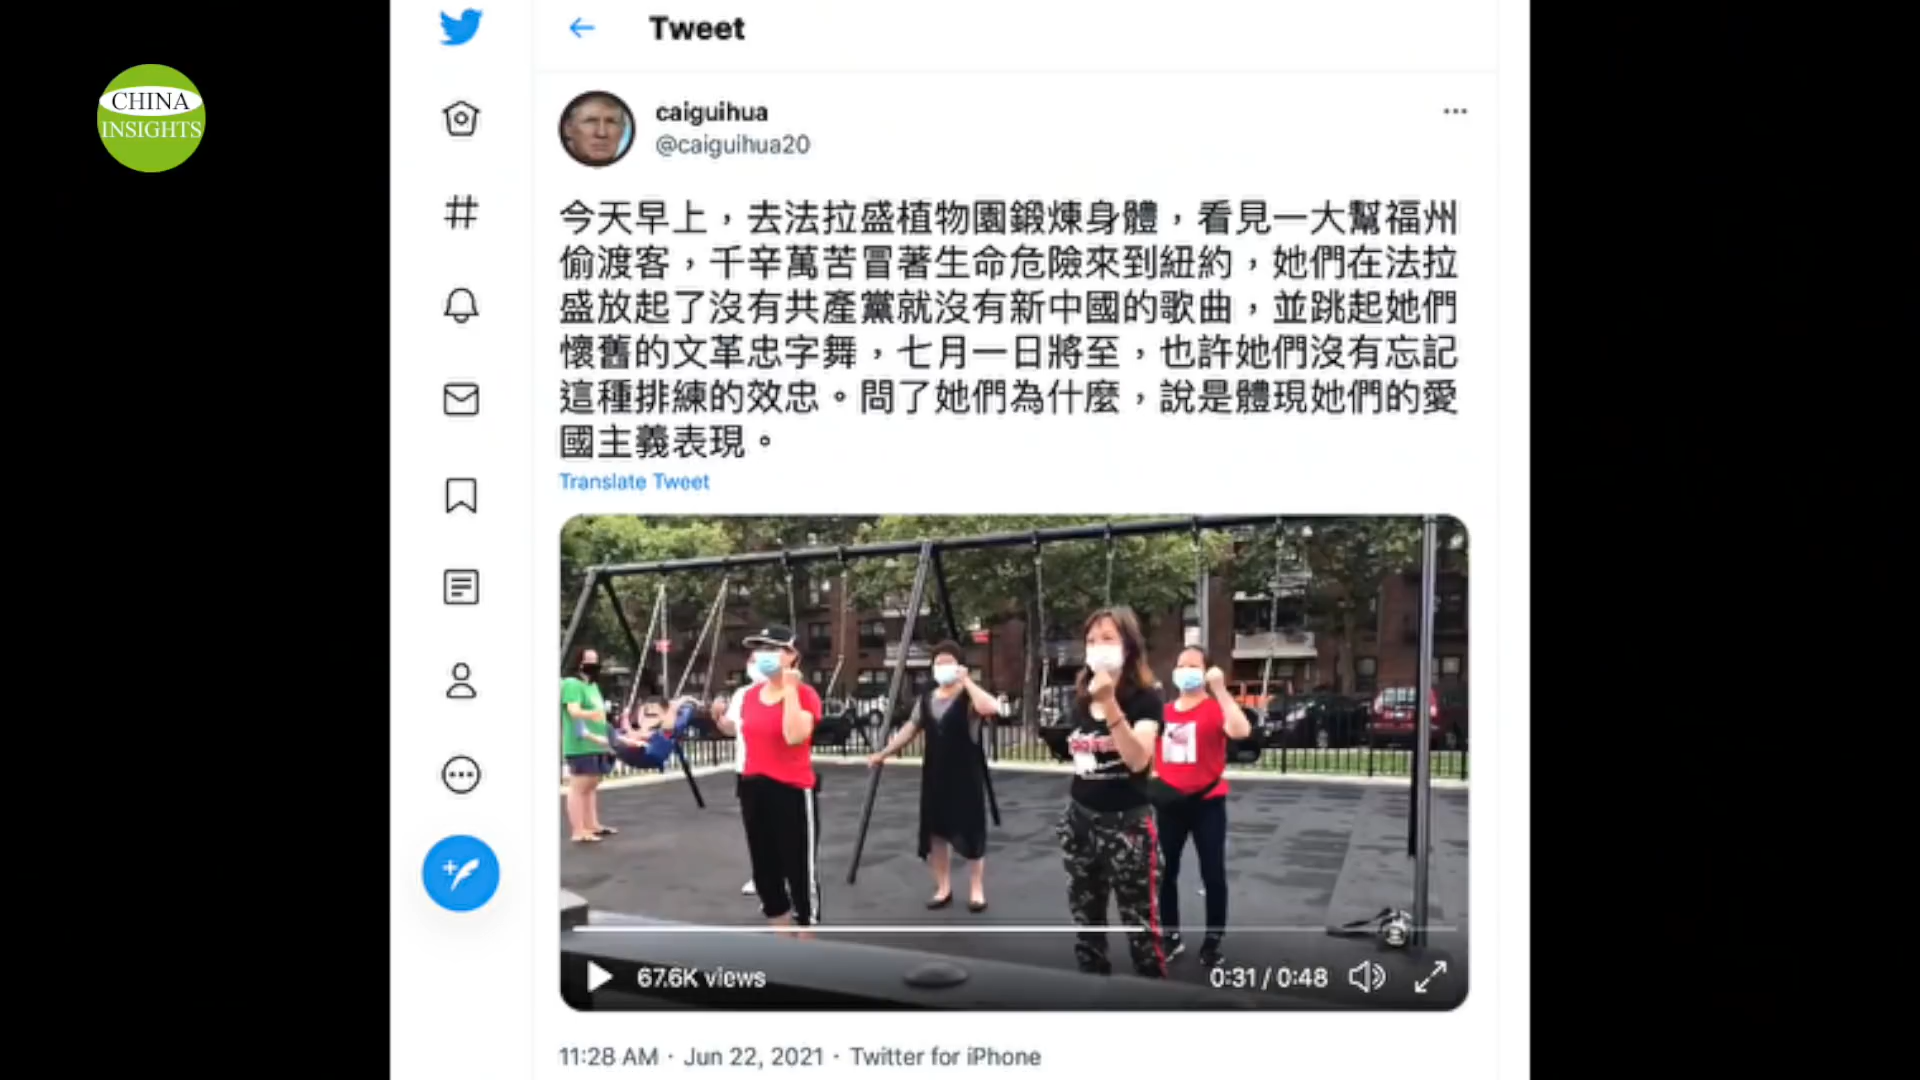 CHINA
INSIGHTS
Tweet
caiguihua
@caiguihua20
今天早上，去法拉盛植物園鍛煉身體，看見一大幫福州
偷渡客，千辛萬苦冒著生命危險來到紐約，她們在法拉
盛放起了沒有共產黨就沒有新中國的歌曲，並跳起她們
懷舊的文革忠字舞，七月一日將至，也許她們沒有忘記
這種排練的效忠。問了她們為什麼，說是體現她們的愛
國主義表現。
Translate Tweet
67.6K views
0:31 / 0:48
11:28 AM · Jun 22, 2021 · Twitter for iPhone